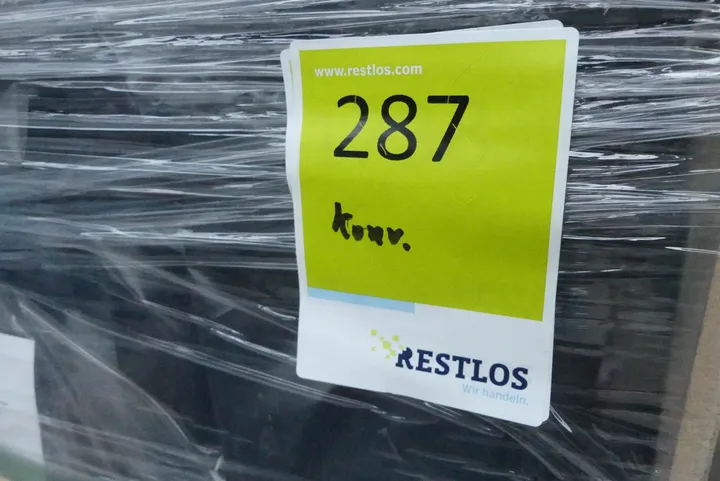 www.restlos.com
287
Konv.
RESTLOS
Wir handeln.